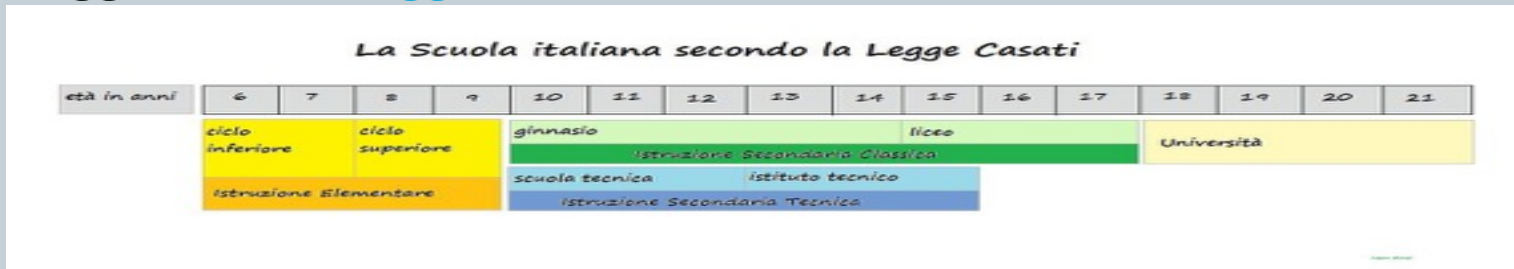 La Scuola italiana secondo la Legge Casati
età in anni 6 7 8 9 10 11 12 13 14 15 16 17 18 19 20 21
ciclo inferiore
ciclo superiore
Istruzione Elementare
ginnasio liceo
Istruzione Secondaria Classica
scuola tecnica istituto tecnico
Istruzione Secondaria Tecnica
Università